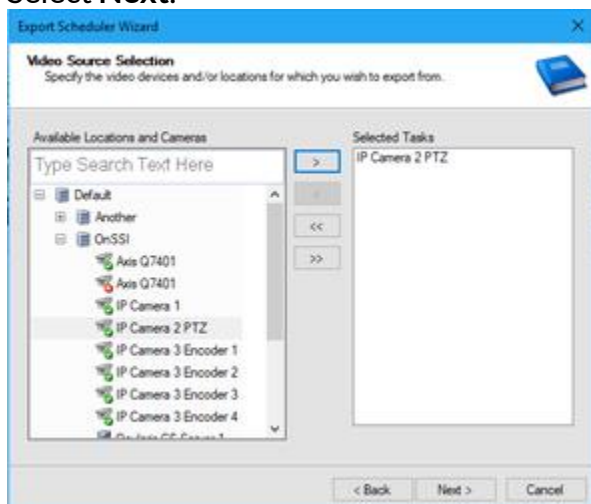 Select Next.
Export Scheduler Wizard
Video Source Selection
Specify the video devices and/or locations for which you wish to export from.
Available Locations and Cameras
Selected Tasks
Type Search Text Here
>
IP Camera 2 PTZ
Default
Another
<<
OnSSI
Axis Q7401
>>
Axis Q7401
IP Camera 1
IP Camera 2 PTZ
IP Camera 3 Encoder 1
IP Camera 3 Encoder 2
IP Camera 3 Encoder 3
IP Camera 3 Encoder 4
< Back Next > Cancel